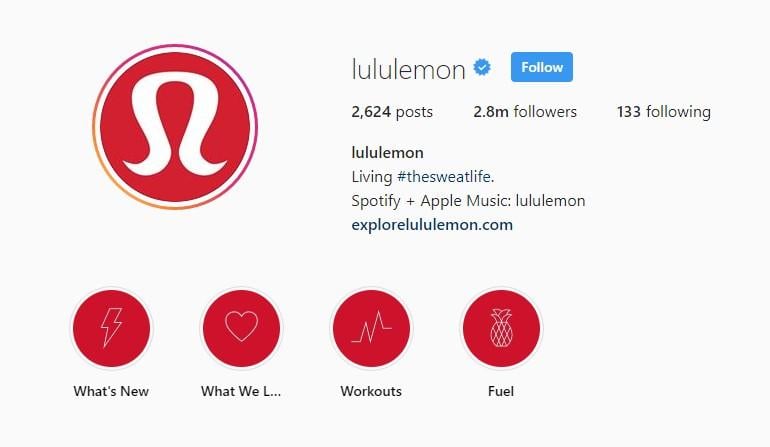 lululemon Follow
2,624 posts 2.8m followers 133 following
lululemon
Living #thesweatlife.
Spotify + Apple Music: lululemon
explorelululemon.com
What's New What We L... Workouts Fuel